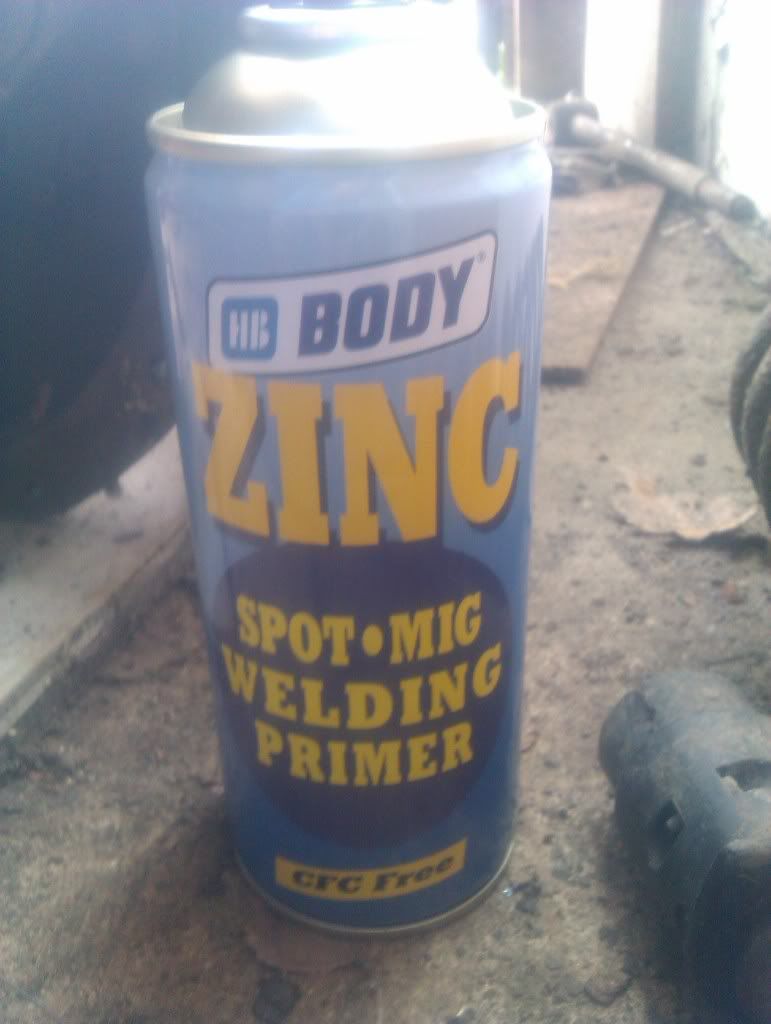 HB BODY®
ZINC
SPOT•MIG
WELDING
PRIMER
CFC Free